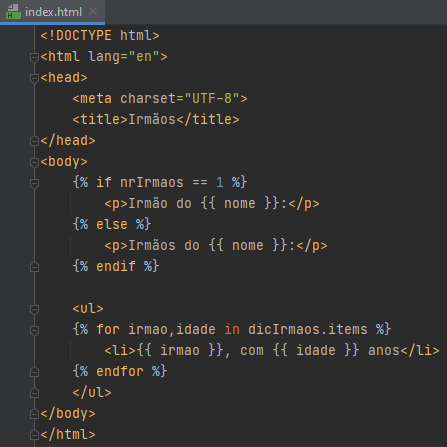 index.html
<!DOCTYPE html>
<html lang="en">
<head>
    <meta charset="UTF-8">
    <title>Irmãos</title>
</head>
<body>
    {% if nrIrmaos == 1 %}
        <p>Irmão do {{ nome }}:</p>
    {% else %}
        <p>Irmãos do {{ nome }}:</p>
    {% endif %}

    <ul>
    {% for irmao,idade in dicIrmaos.items %}
        <li>{{ irmao }}, com {{ idade }} anos</li>
    {% endfor %}
    </ul>
</body>
</html>